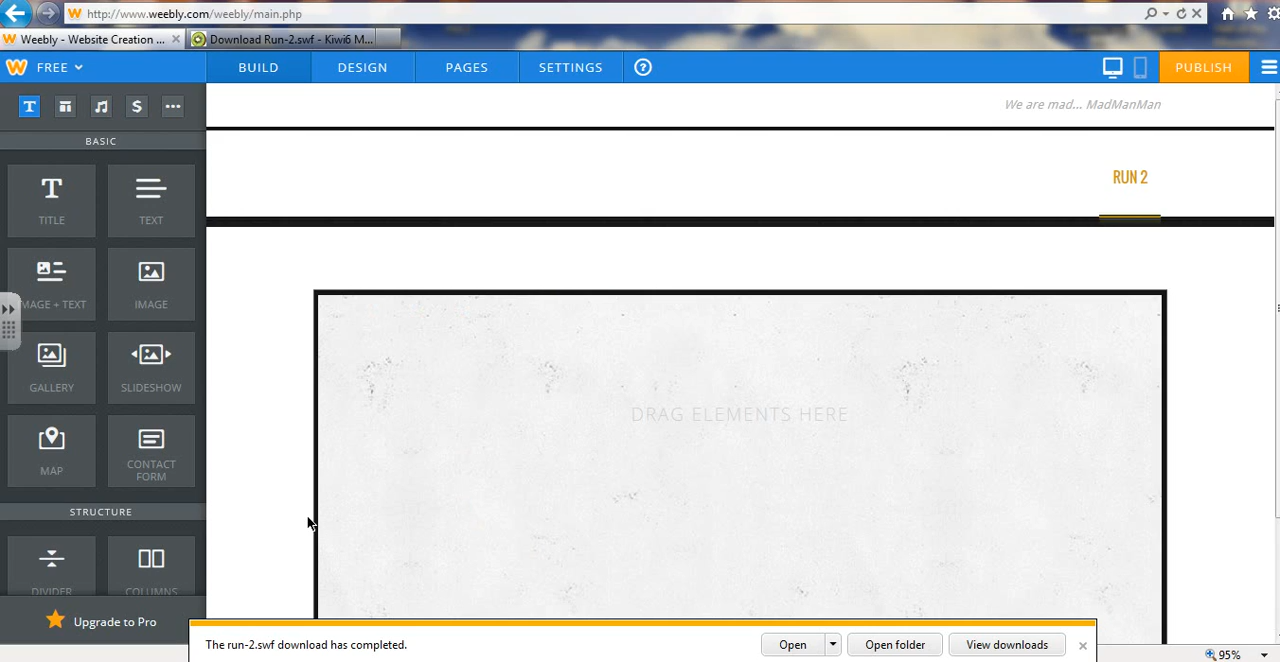 http://www.weebly.com/weebly/main.php
Weebly - Website Creation ...
Download Run-2.swf - Kiwi6 M...
FREE
BUILD
DESIGN
PAGES
SETTINGS
?
PUBLISH
T
$
BASIC
We are mad... MadManMan
RUN 2
T
TITLE
TEXT
MAGE + TEXT
IMAGE
GALLERY
SLIDESHOW
MAP
CONTACT
FORM
DRAG ELEMENTS HERE
STRUCTURE
DIVIDER
COLUMNS
Upgrade to Pro
The run-2.swf download has completed.
Open
Open folder
View downloads
95%